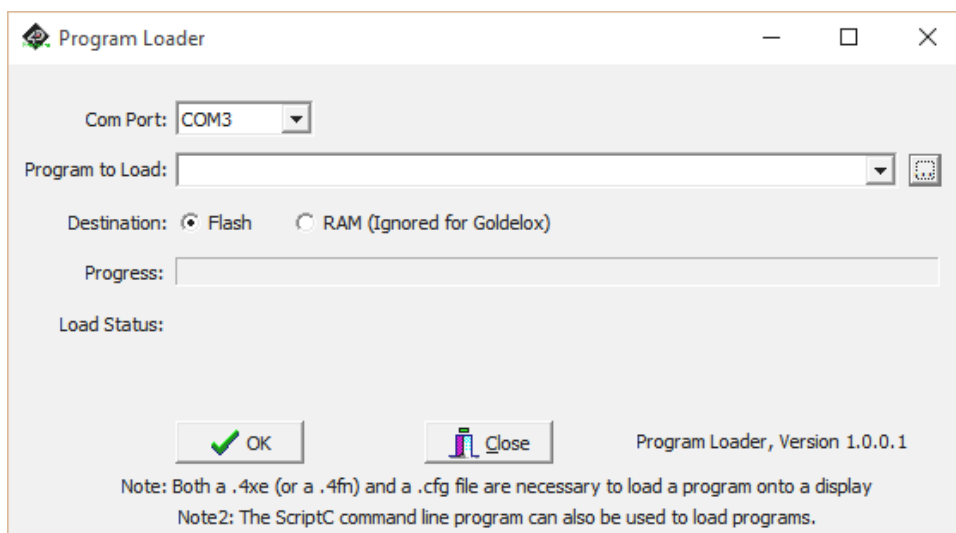 Program Loader
Com Port: COM3
Program to Load:
Destination: Flash RAM (Ignored for Goldelox)
Progress:
Load Status:
OK Close Program Loader, Version 1.0.0.1
Note: Both a .4xe (or a .4fn) and a .cfg file are necessary to load a program onto a display
Note2: The ScriptC command line program can also be used to load programs.